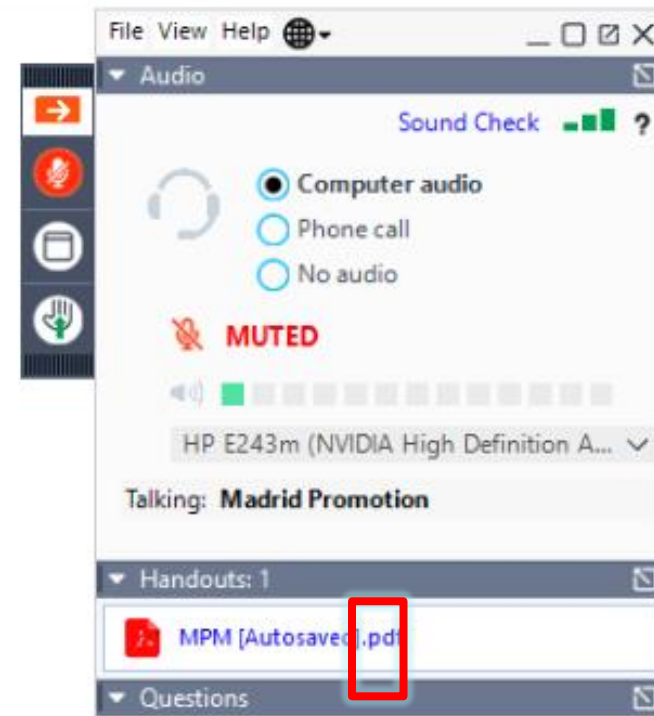 File View Help
Audio
Sound Check ?
Computer audio
Phone call
No audio
MUTED
HP E243m (NVIDIA High Definition A...
Talking: Madrid Promotion
Handouts: 1
MPM [Autosaved].pdf
Questions